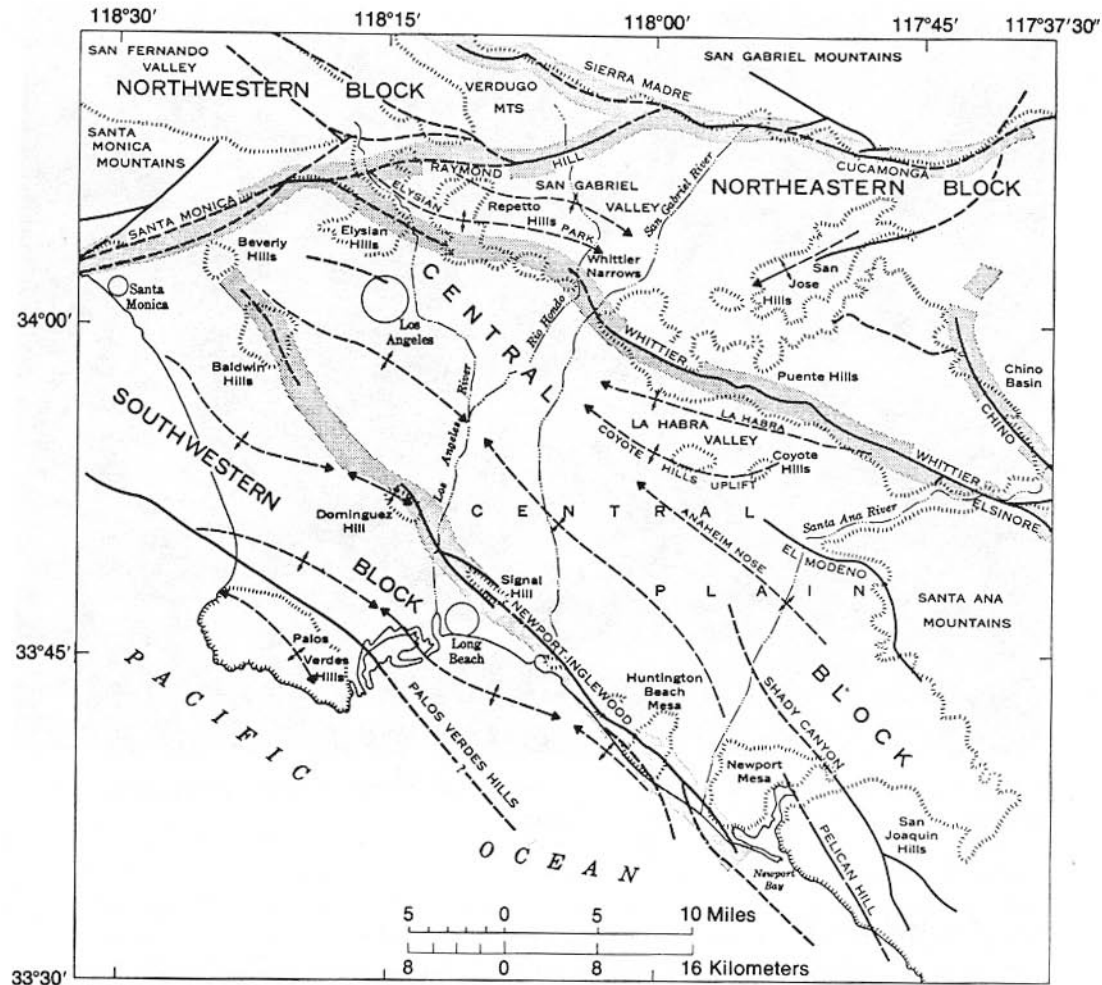 118°30′
118°15′
118°00′
117°45′
117°37′30″
SAN FERNANDO
VALLEY
NORTHWESTERN BLOCK
VERDUGO
MTS
SIERRA MADRE
SAN GABRIEL MOUNTAINS
SANTA
MONICA
MOUNTAINS
RAYMOND HILL
CUCAMONGA
NORTHEASTERN BLOCK
SAN GABRIEL
VALLEY
San Gabriel River
ELYSIAN PARK
Repetto
Hills
SANTA MONICA
Beverly
Hills
Elysian
Hills
Whittier
Narrows
San
Jose
Hills
Santa
Monica
Los
Angeles
34°00′
CENTRAL
Rio Hondo
WHITTIER
Baldwin
Hills
Puente Hills
Chino
Basin
CHINO
SOUTHWESTERN
Los Angeles River
LA HABRA
LA HABRA
VALLEY
COYOTE HILLS UPLIFT
Coyote
Hills
WHITTIER
ELSINORE
Dominguez
Hill
CENTRAL
Santa Ana River
ANAHEIM NOSE
EL MODENO
BLOCK
Signal
Hill
NEWPORT-INGLEWOOD
PLAIN
SANTA ANA
MOUNTAINS
33°45′
Palos
Verdes
Hills
Long
Beach
PACIFIC
PALOS VERDES HILLS
Huntington
Beach
Mesa
SHADY CANYON
BLOCK
Newport
Mesa
San
Joaquin
Hills
OCEAN
PELICAN HILL
Newport
Bay
5 0 5 10 Miles
8 0 8 16 Kilometers
33°30′